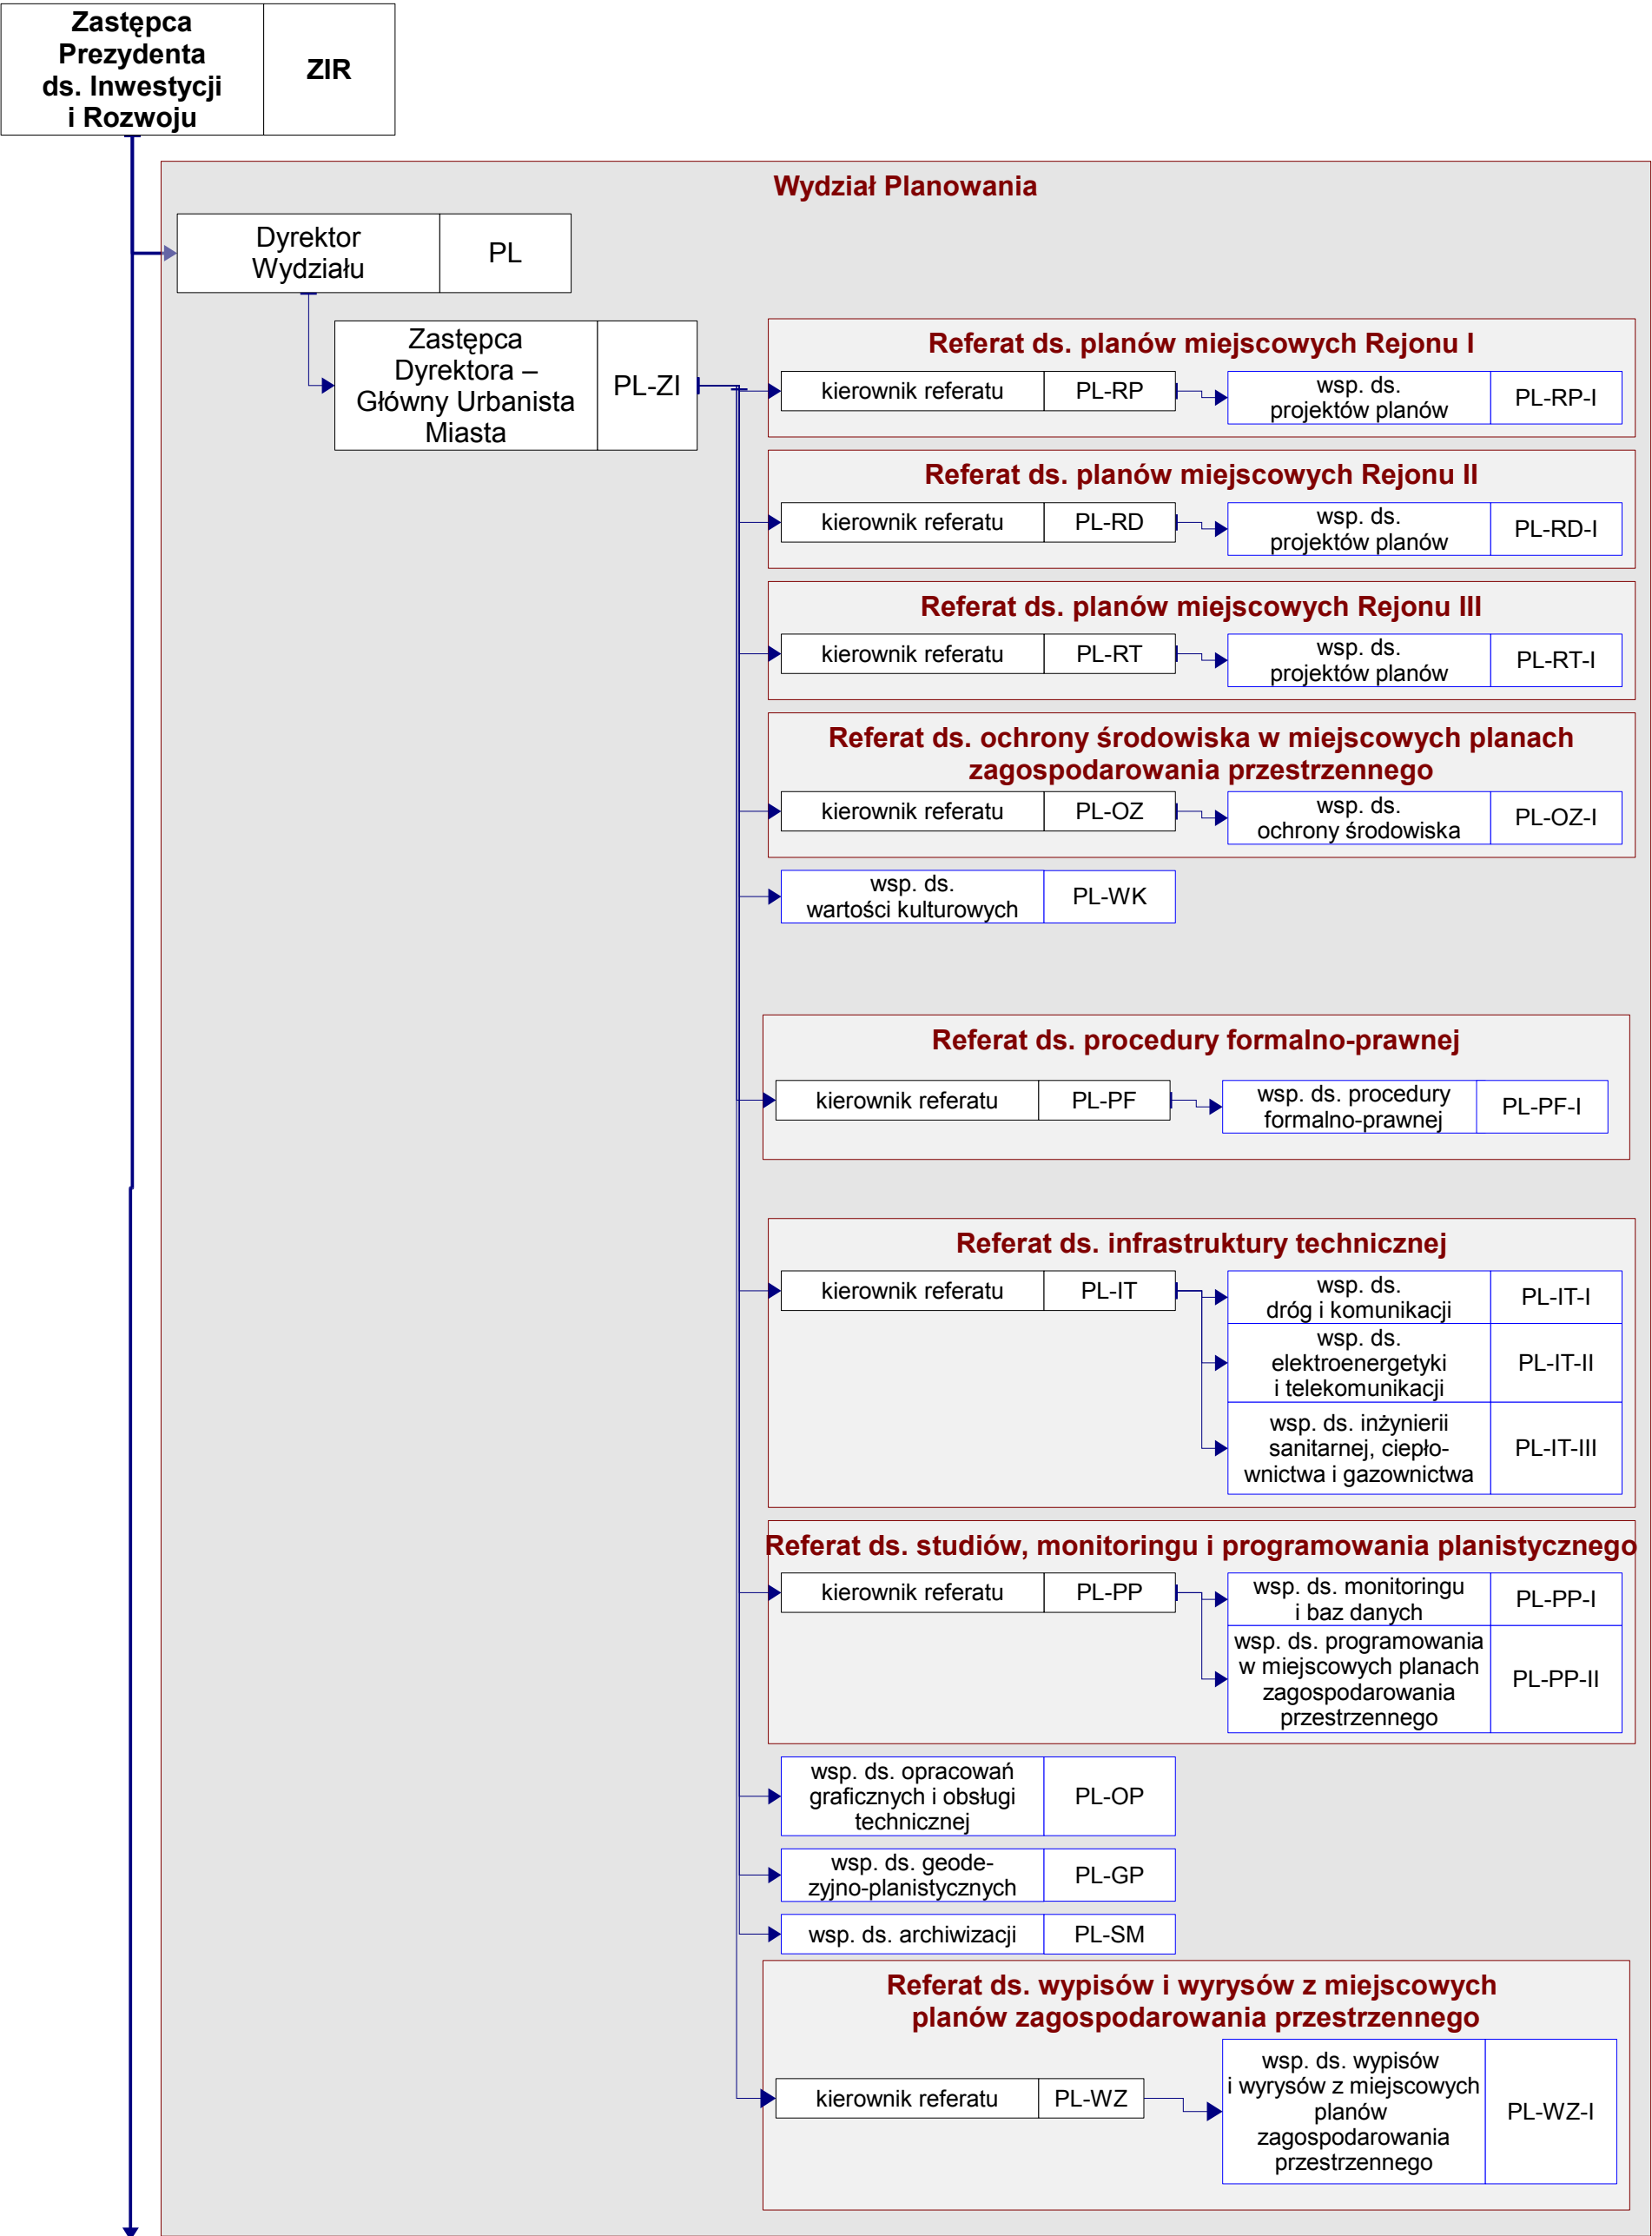 Zastępca
Prezydenta
ds. Inwestycji
i Rozwoju
ZIR
Wydział Planowania
Dyrektor
Wydziału
PL
Zastępca
Dyrektora –
Główny Urbanista
Miasta
PL-ZI
Referat ds. planów miejscowych Rejonu I
kierownik referatu
PL-RP
wsp. ds.
projektów planów
PL-RP-I
Referat ds. planów miejscowych Rejonu II
kierownik referatu
PL-RD
wsp. ds.
projektów planów
PL-RD-I
Referat ds. planów miejscowych Rejonu III
kierownik referatu
PL-RT
wsp. ds.
projektów planów
PL-RT-I
Referat ds. ochrony środowiska w miejscowych planach
zagospodarowania przestrzennego
kierownik referatu
PL-OZ
wsp. ds.
ochrony środowiska
PL-OZ-I
wsp. ds.
wartości kulturowych
PL-WK
Referat ds. procedury formalno-prawnej
kierownik referatu
PL-PF
wsp. ds. procedury
formalno-prawnej
PL-PF-I
Referat ds. infrastruktury technicznej
kierownik referatu
PL-IT
wsp. ds.
dróg i komunikacji
PL-IT-I
wsp. ds.
elektroenergetyki
i telekomunikacji
PL-IT-II
wsp. ds. inżynierii
sanitarnej, ciepło-
wnictwa i gazownictwa
PL-IT-III
Referat ds. studiów, monitoringu i programowania planistycznego
kierownik referatu
PL-PP
wsp. ds. monitoringu
i baz danych
PL-PP-I
wsp. ds. programowania
w miejscowych planach
zagospodarowania
przestrzennego
PL-PP-II
wsp. ds. opracowań
graficznych i obsługi
technicznej
PL-OP
wsp. ds. geode-
zyjno-planistycznych
PL-GP
wsp. ds. archiwizacji
PL-SM
Referat ds. wypisów i wyrysów z miejscowych
planów zagospodarowania przestrzennego
kierownik referatu
PL-WZ
wsp. ds. wypisów
i wyrysów z miejscowych
planów
zagospodarowania
przestrzennego
PL-WZ-I